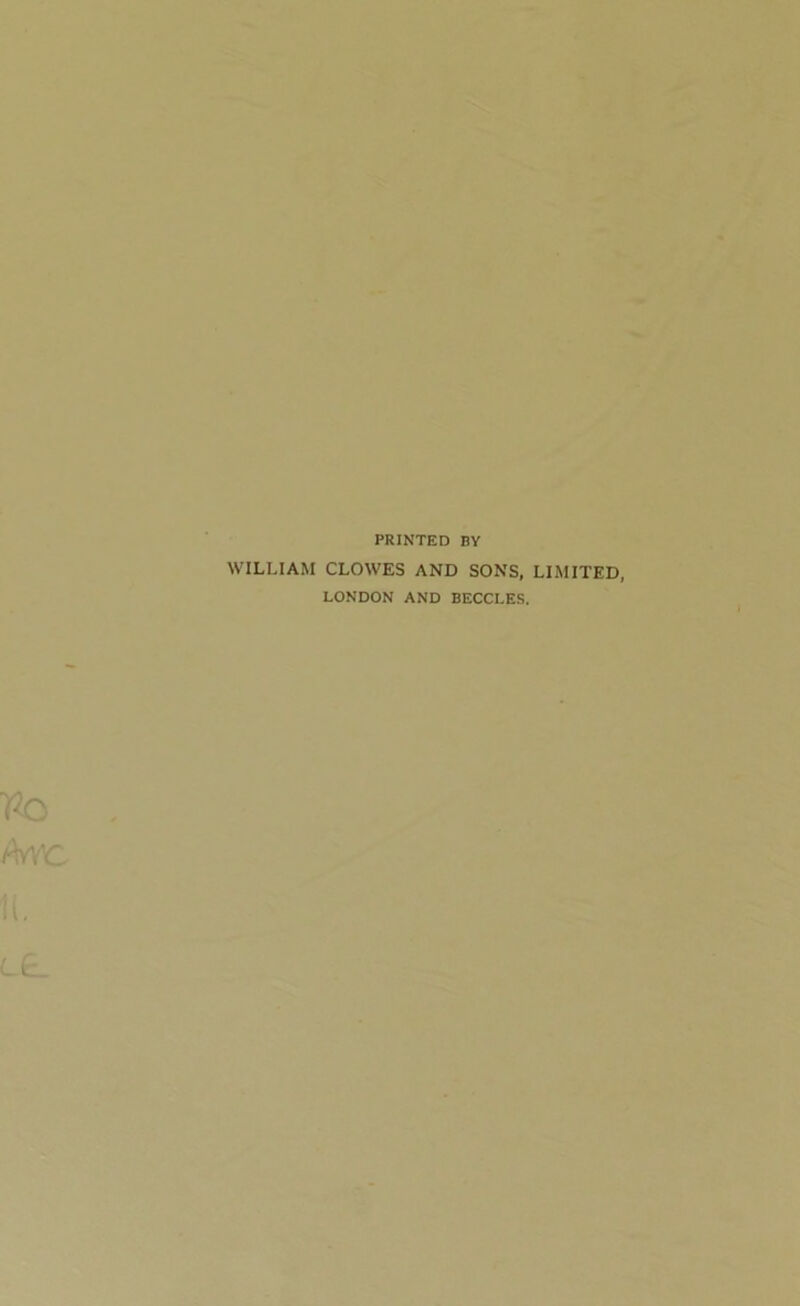 PRINTED BY
WILLIAM CLOWES AND SONS, LIMITED,
LONDON AND BECCLES.